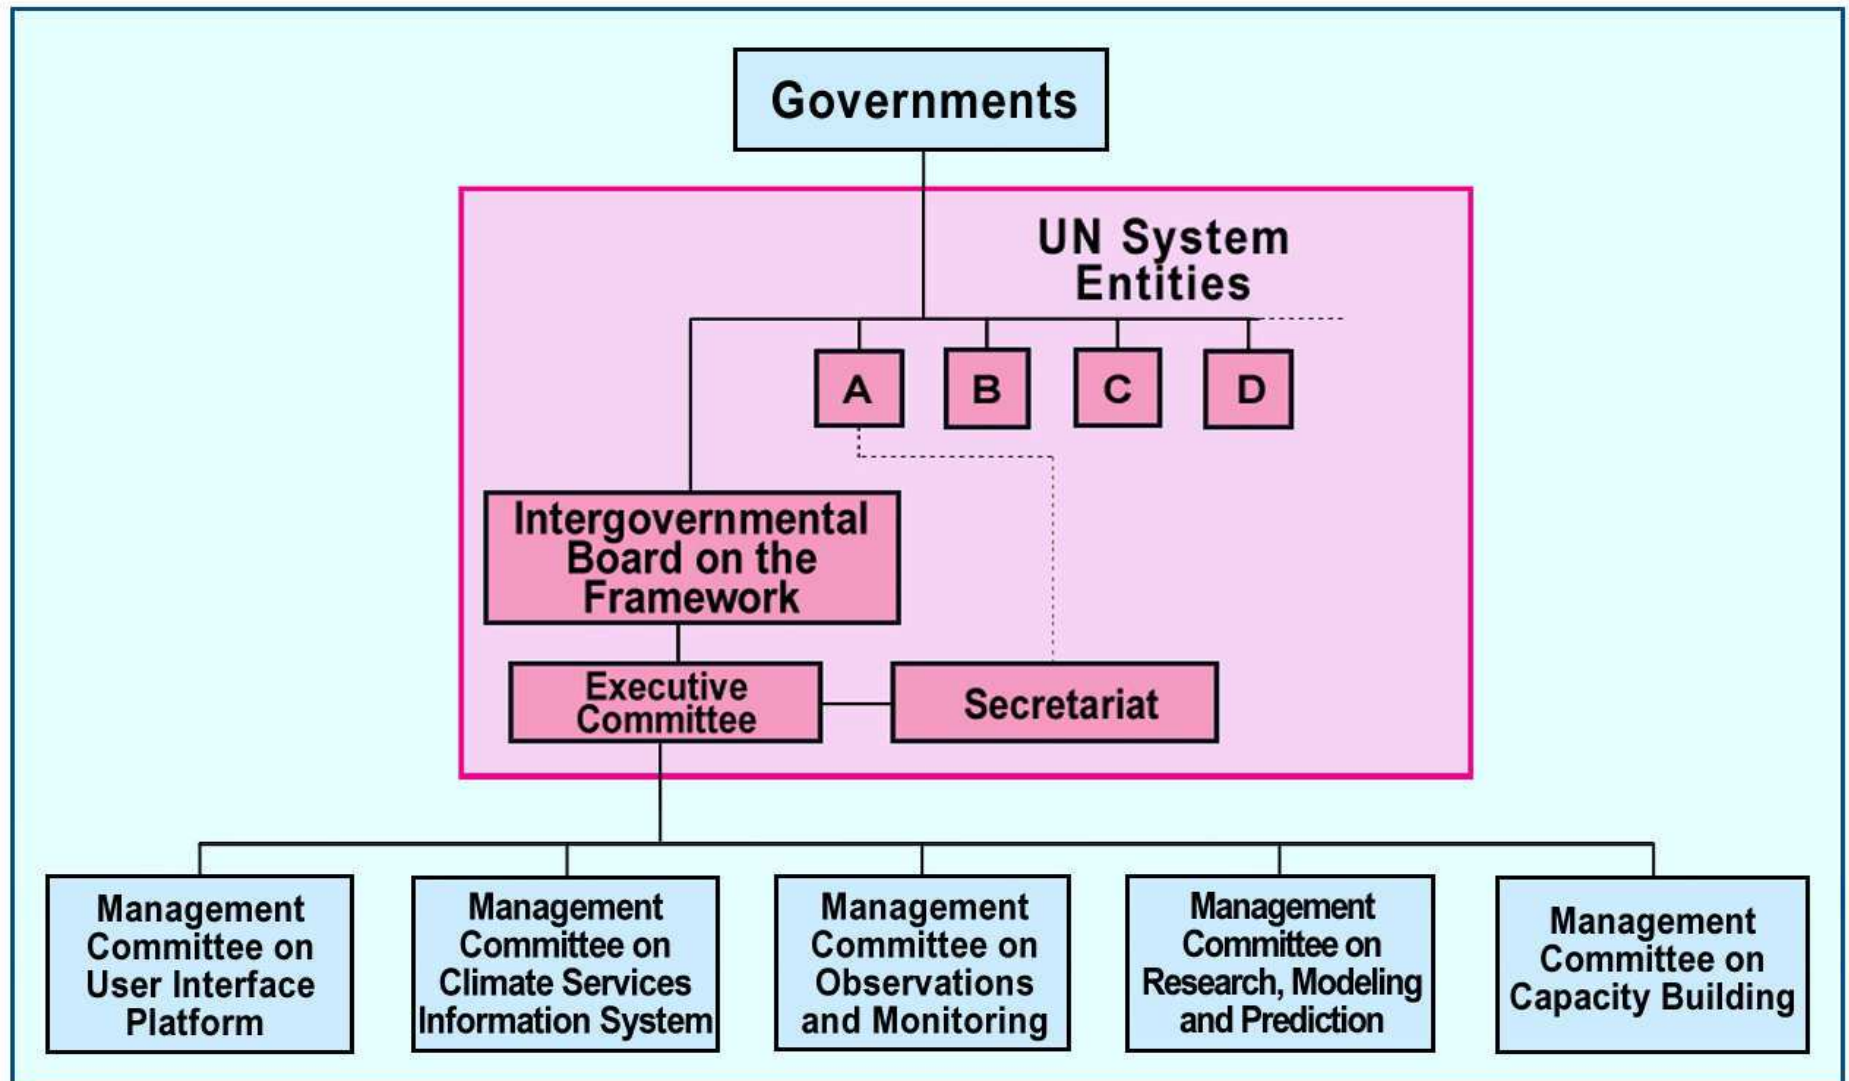 Governments
UN System
Entities
A
B
C
D
Intergovernmental
Board on the
Framework
Executive
Committee
Secretariat
Management
Committee on
User Interface
Platform
Management
Committee on
Climate Services
Information System
Management
Committee on
Observations
and Monitoring
Management
Committee on
Research, Modeling
and Prediction
Management
Committee on
Capacity Building